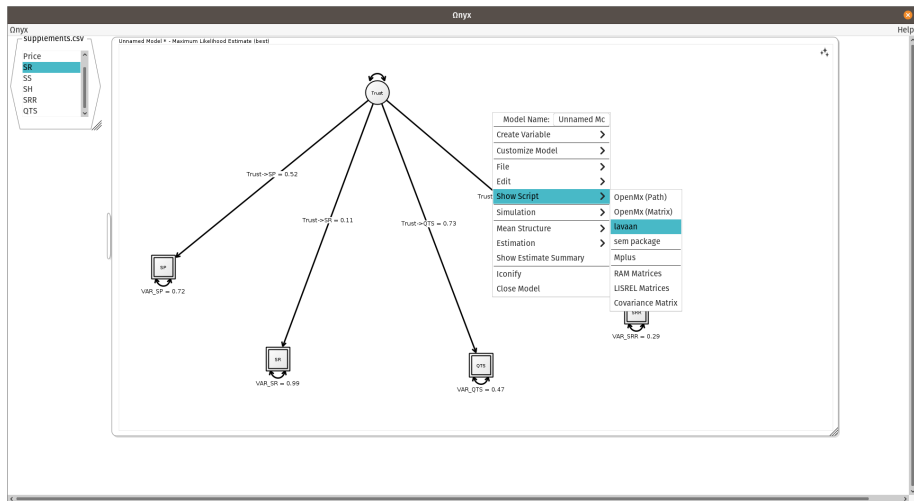 Ωnyx
Ωnyx
Help
supplements.csv
Price
SR
SS
SH
SRR
QTS
Unnamed Model * - Maximum Likelihood Estimate (best)
Trust
Trust->SP = 0.52
Trust->SR = 0.11
Trust->QTS = 0.73
Trust
SP
VAR_SP = 0.72
SR
VAR_SR = 0.99
QTS
VAR_QTS = 0.47
SRR
VAR_SRR = 0.29
Model Name: Unnamed Mc
Create Variable
Customize Model
File
Edit
Show Script
Simulation
Mean Structure
Estimation
Show Estimate Summary
Iconify
Close Model
OpenMx (Path)
OpenMx (Matrix)
lavaan
sem package
Mplus
RAM Matrices
LISREL Matrices
Covariance Matrix